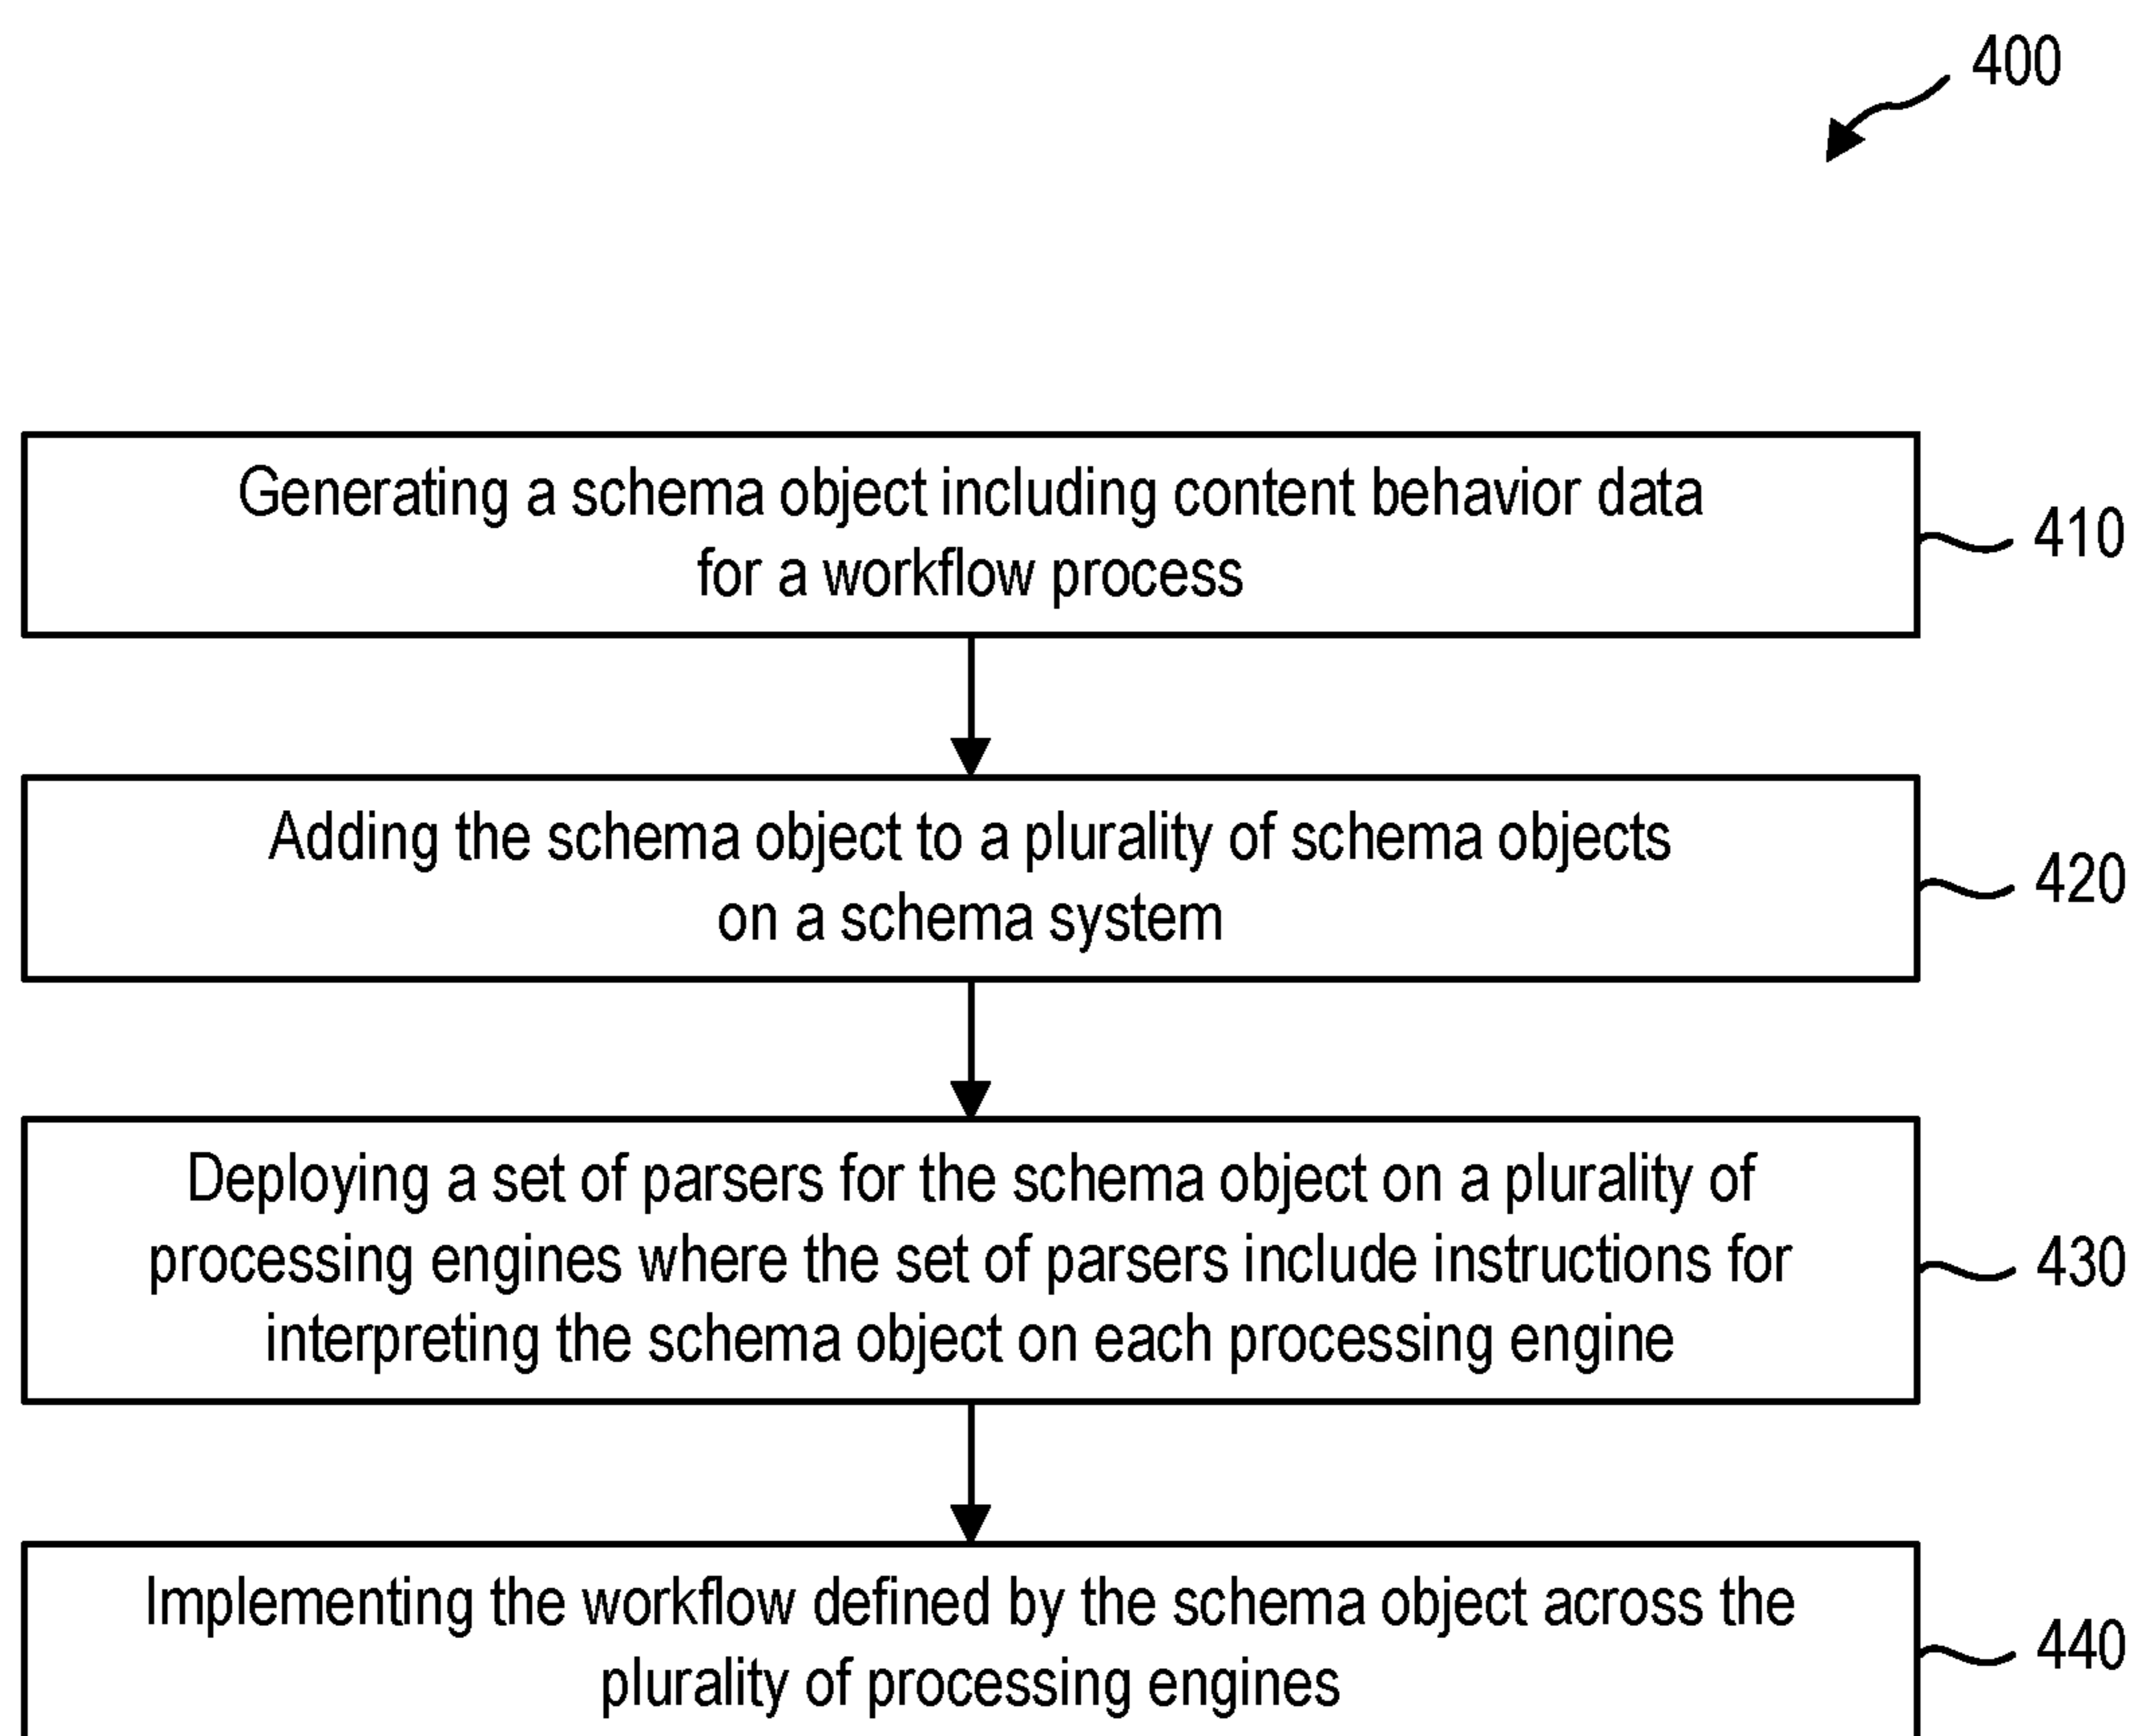 400
Generating a schema object including content behavior data
for a workflow process
410
Adding the schema object to a plurality of schema objects
on a schema system
420
Deploying a set of parsers for the schema object on a plurality of
processing engines where the set of parsers include instructions for
interpreting the schema object on each processing engine
430
Implementing the workflow defined by the schema object across the
plurality of processing engines
440